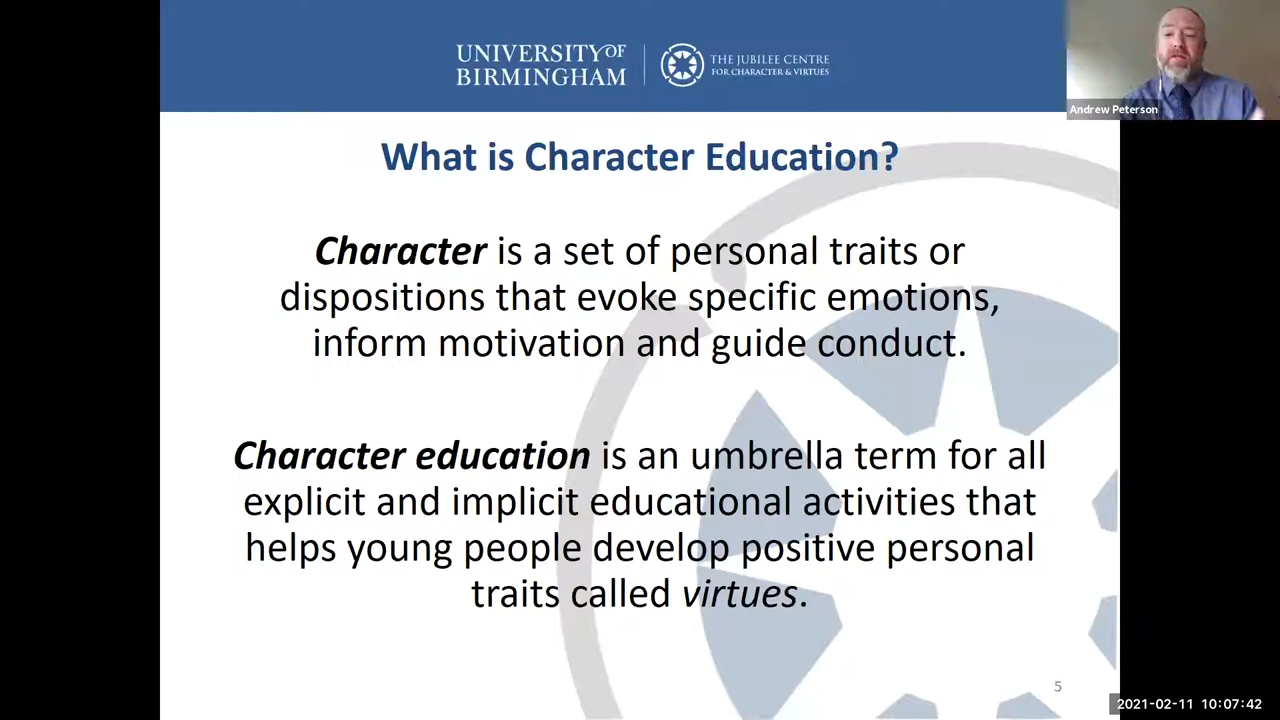 UNIVERSITY OF
BIRMINGHAM
THE JUBILEE CENTRE
FOR CHARACTER & VIRTUES
Andrew Peterson
What is Character Education?
Character is a set of personal traits or
dispositions that evoke specific emotions,
inform motivation and guide conduct.
Character education is an umbrella term for all
explicit and implicit educational activities that
helps young people develop positive personal
traits called virtues.
5
2021-02-11 10:07:42